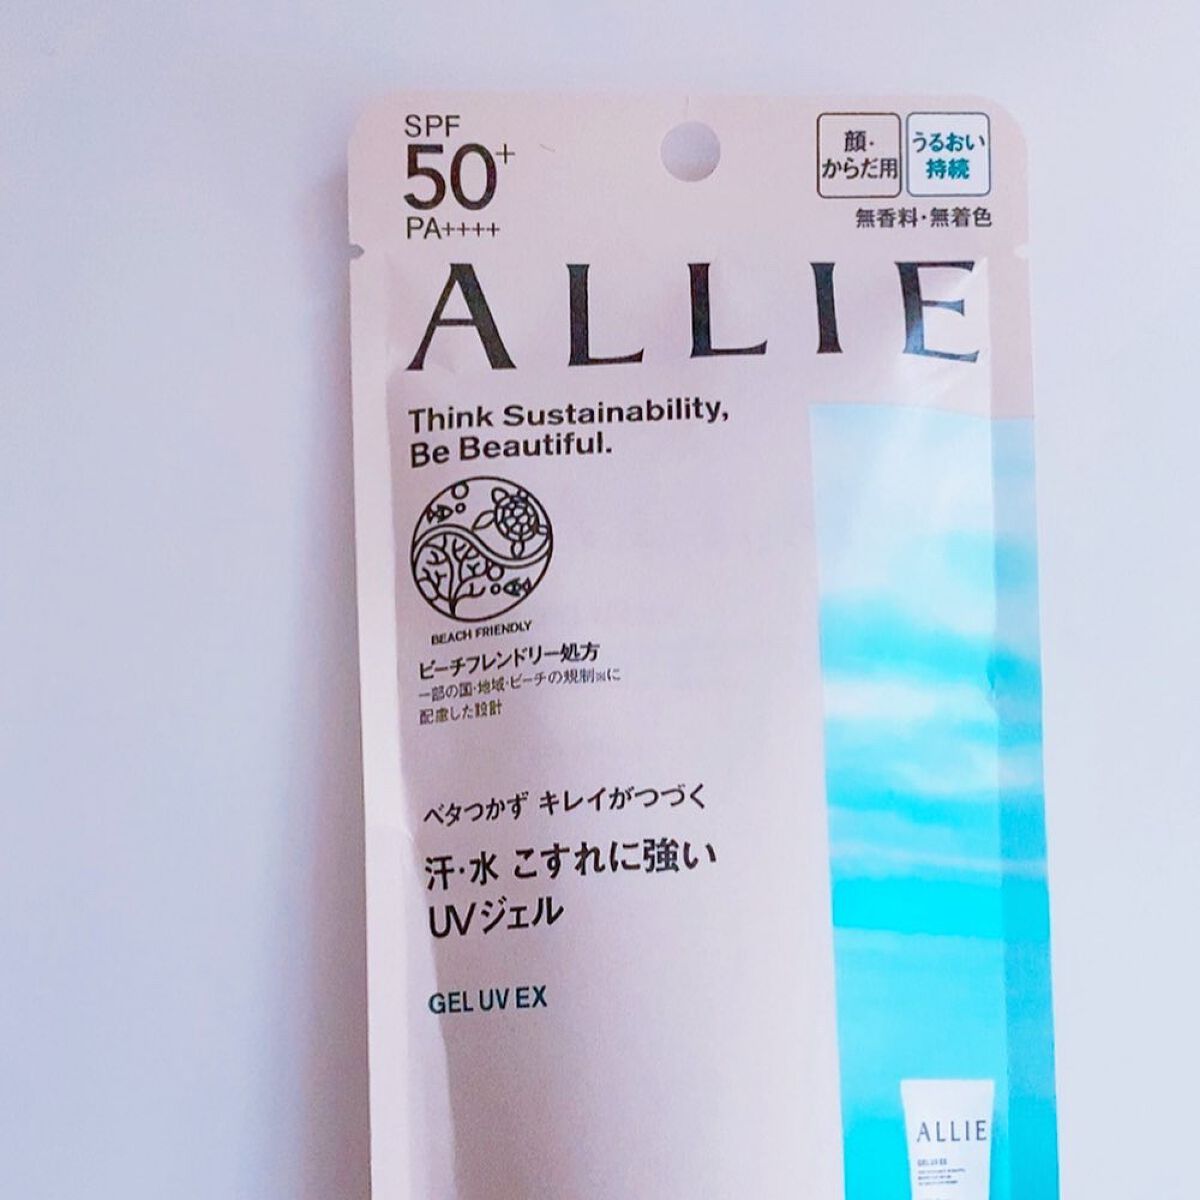 SPF
50+
PA++++
顔・
からだ用
うるおい
持続
無香料・無着色
ALLIE
Think Sustainability,
Be Beautiful.
BEACH FRIENDLY
ビーチフレンドリー処方
一部の国・地域・ビーチの規制※に
配慮した設計
ベタつかず キレイがつづく
汗・水 こすれに強い
UVジェル
GEL UV EX
ALLIE
GEL UV EX